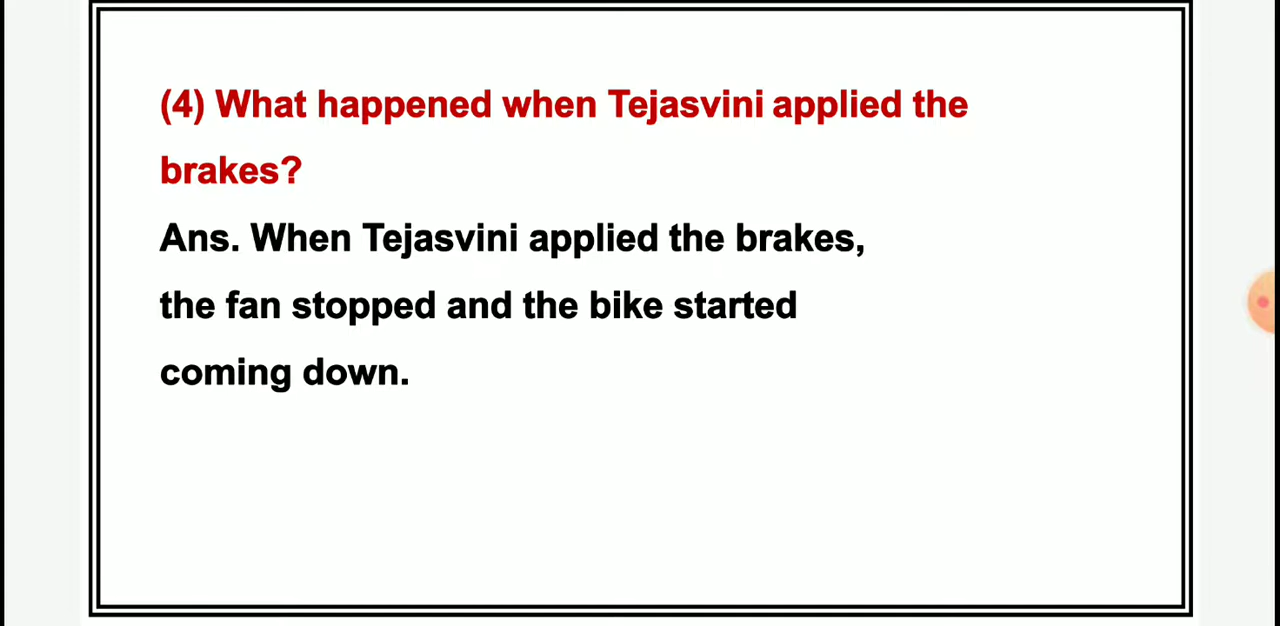 (4) What happened when Tejasvini applied the
brakes?
Ans. When Tejasvini applied the brakes,
the fan stopped and the bike started
coming down.